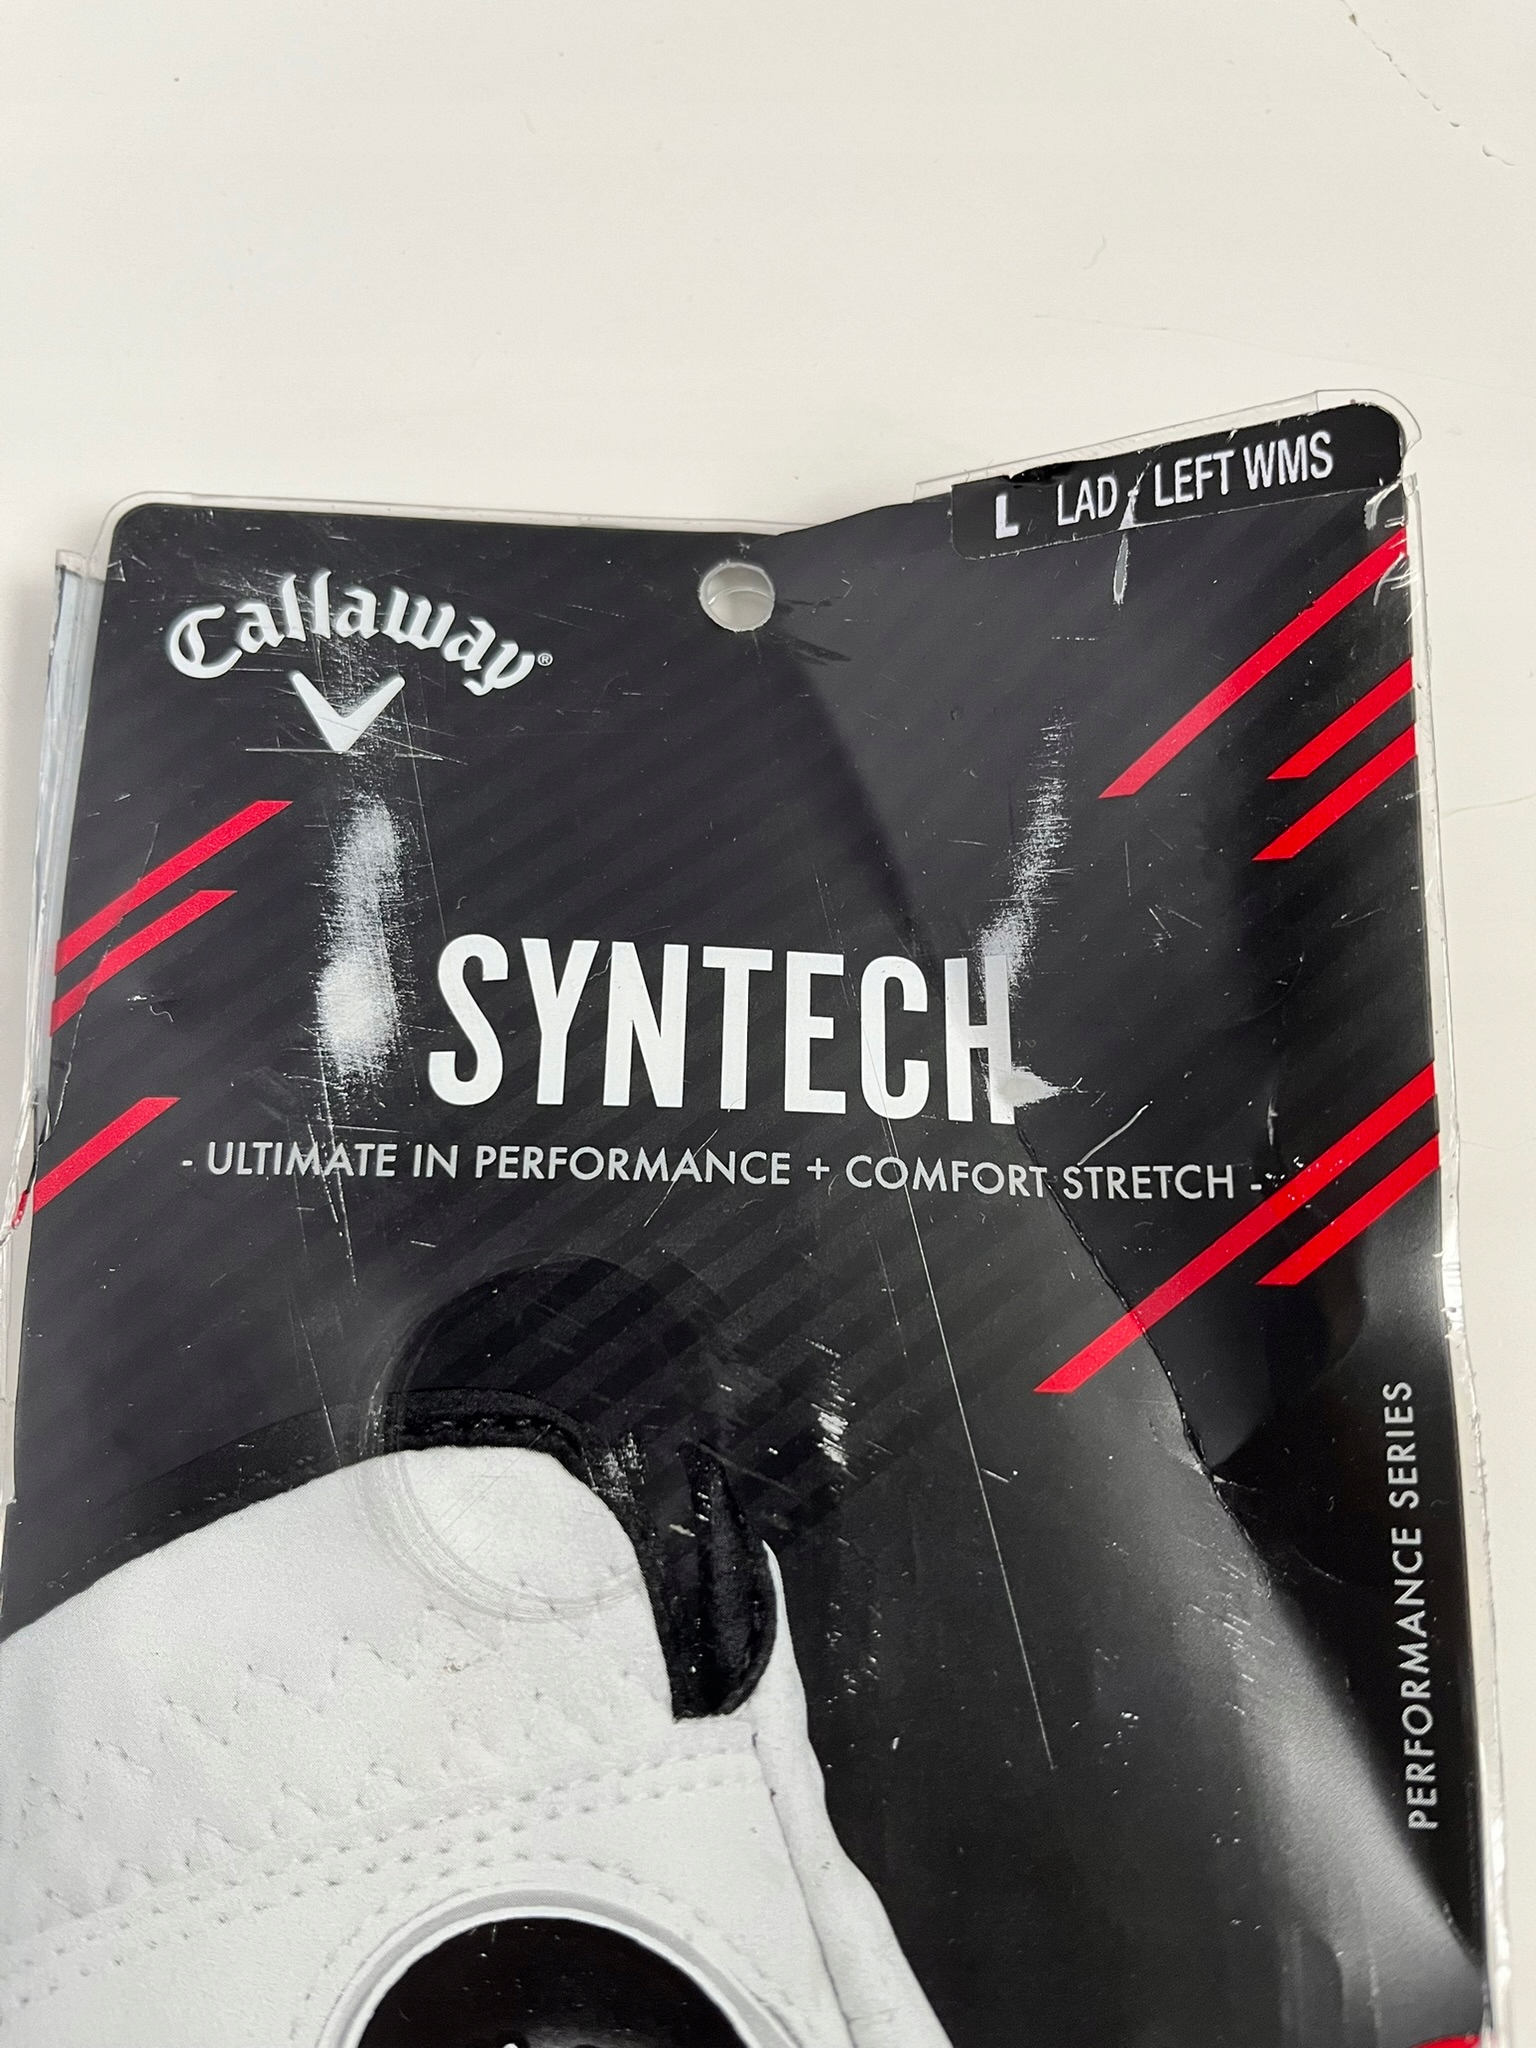 L LAD - LEFT WMS
Callaway®
SYNTECH
- ULTIMATE IN PERFORMANCE + COMFORT STRETCH -
PERFORMANCE SERIES